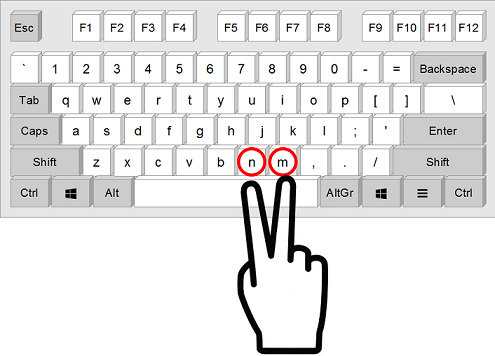 Esc F1 F2 F3 F4 F5 F6 F7 F8 F9 F10 F11 F12
` 1 2 3 4 5 6 7 8 9 0 - = Backspace
Tab q w e r t y u i o p [ ] \
Caps a s d f g h j k l ; ' Enter
Shift z x c v b n m , . / Shift
Ctrl Alt AltGr Ctrl